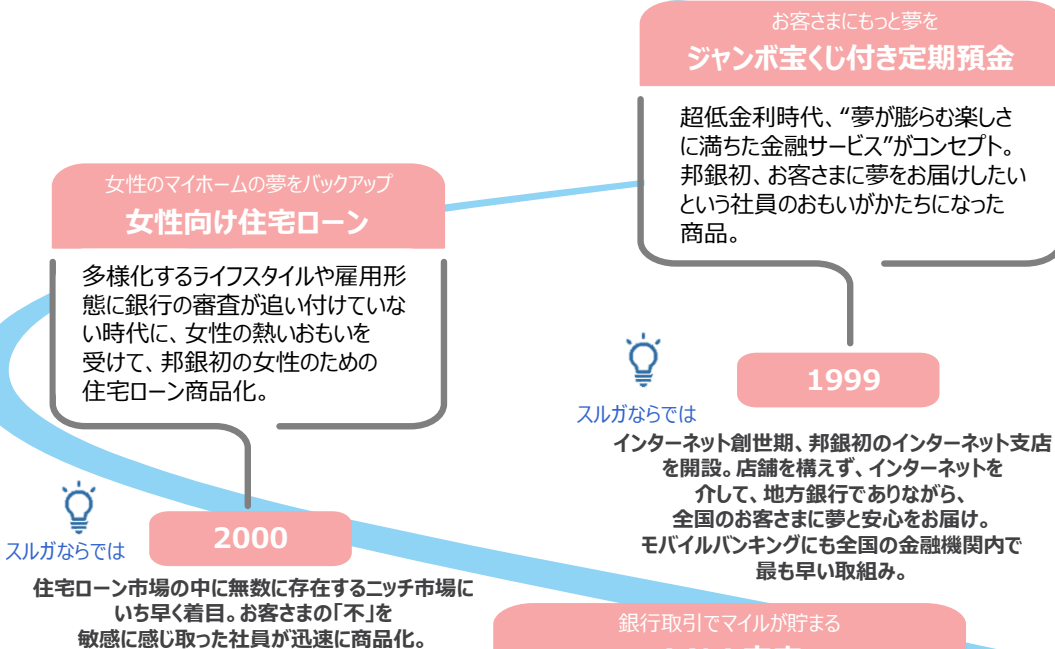 お客さまにもっと夢を
ジャンボ宝くじ付き定期預金
超低金利時代、“夢が膨らむ楽しさ
に満ちた金融サービス”がコンセプト。
邦銀初、お客さまに夢をお届けしたい
という社員のおもいがかたちになった
商品。
1999
スルガならでは
インターネット創世期、邦銀初のインターネット支店
を開設。店舗を構えず、インターネットを
介して、地方銀行でありながら、
全国のお客さまに夢と安心をお届け。
モバイルバンキングにも全国の金融機関内で
最も早い取組み。
女性のマイホームの夢をバックアップ
女性向け住宅ローン
多様化するライフスタイルや雇用形
態に銀行の審査が追い付けていな
い時代に、女性の熱いおもいを
受けて、邦銀初の女性のための
住宅ローン商品化。
2000
スルガならでは
住宅ローン市場の中に無数に存在するニッチ市場に
いち早く着目。お客さまの「不」を
敏感に感じ取った社員が迅速に商品化。
銀行取引でマイルが貯まる